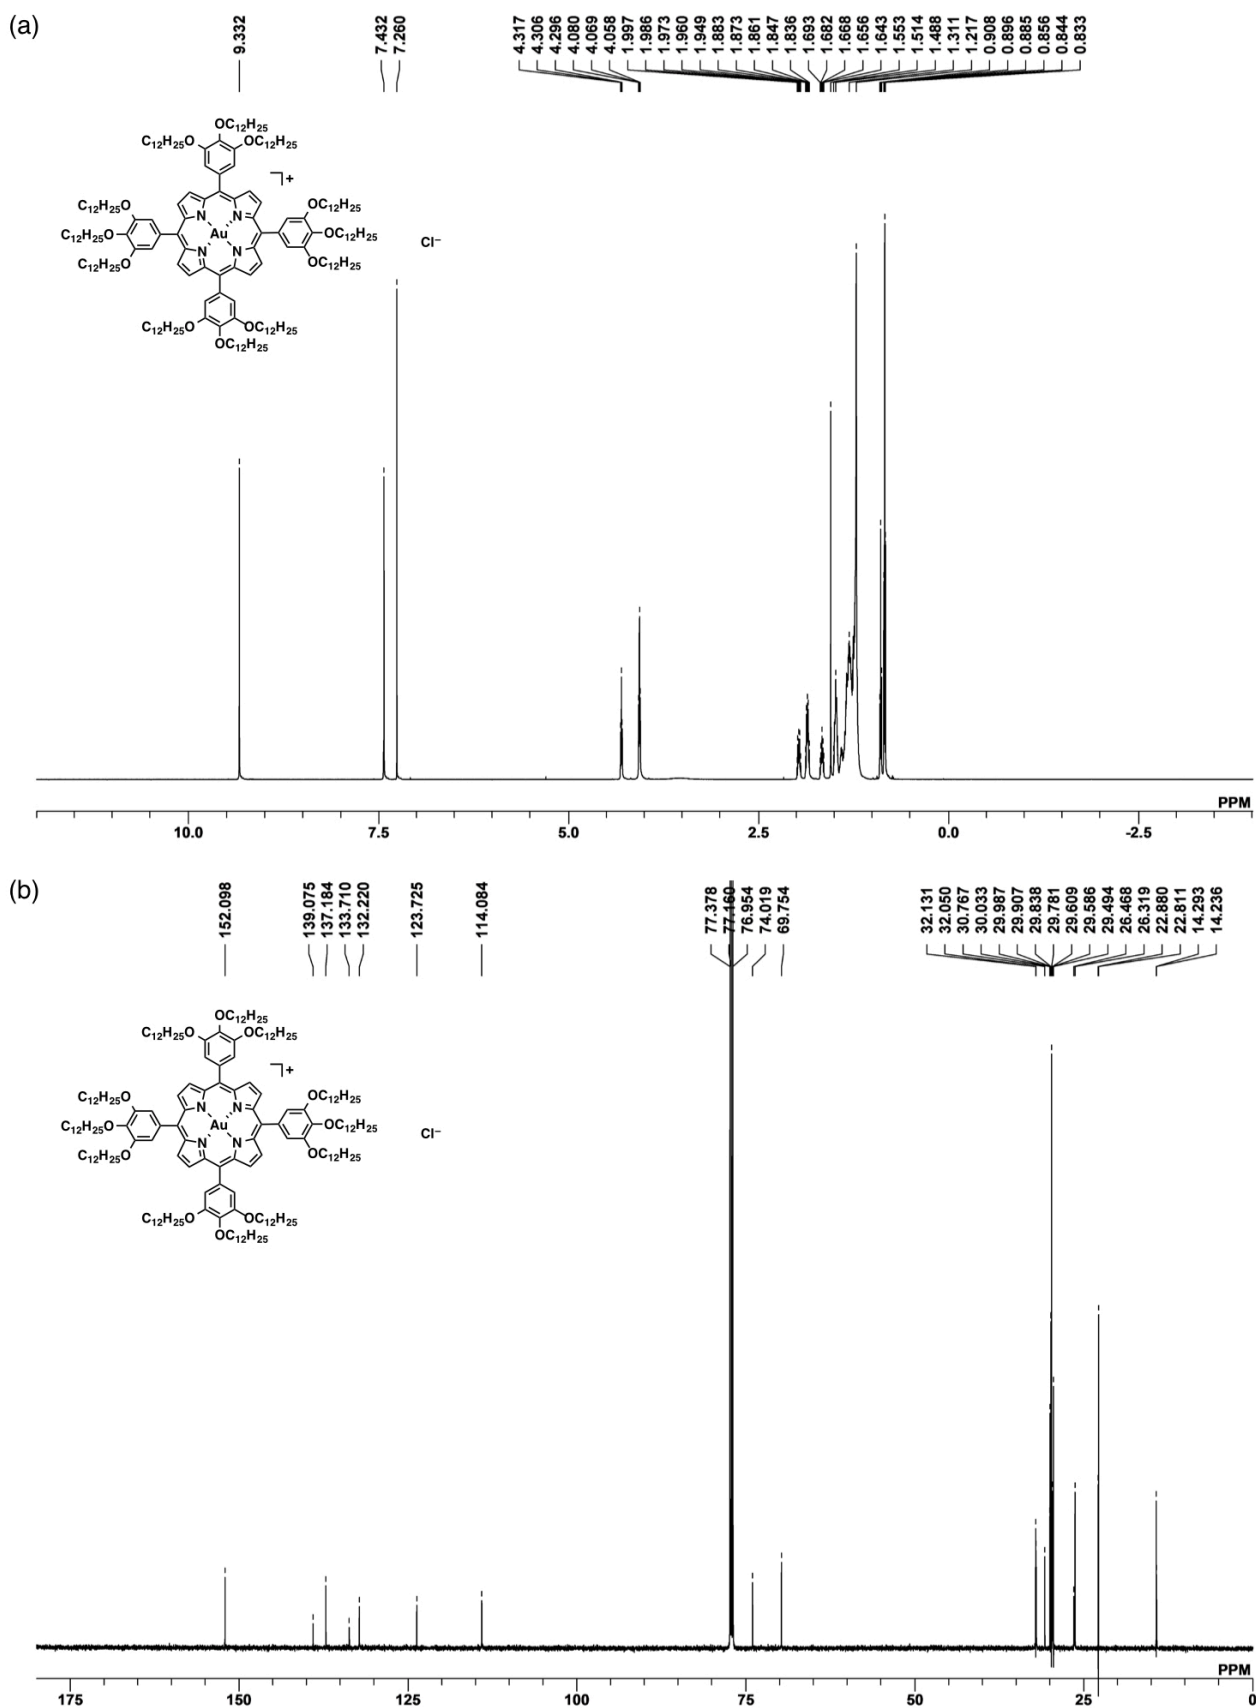 (a)
9.332
7.432
7.260
4.317
4.306
4.296
4.080
4.069
4.058
1.997
1.986
1.973
1.960
1.949
1.883
1.873
1.861
1.847
1.836
1.693
1.682
1.668
1.656
1.643
1.553
1.514
1.488
1.311
1.217
0.908
0.896
0.885
0.856
0.844
0.833
OC12H25
C12H25O OC12H25
]+
C12H25O OC12H25
N N
C12H25O Au OC12H25 Cl−
N N
C12H25O OC12H25
C12H25O OC12H25
OC12H25
PPM
10.0 7.5 5.0 2.5 0.0 -2.5
(b)
152.098
139.075
137.184
133.710
132.220
123.725
114.084
77.378
77.160
76.954
74.019
69.754
32.131
32.050
30.767
30.033
29.987
29.907
29.838
29.781
29.609
29.586
29.494
26.468
26.319
22.880
22.811
14.293
14.236
OC12H25
C12H25O OC12H25
]+
C12H25O OC12H25
N N
C12H25O Au OC12H25 Cl−
N N
C12H25O OC12H25
C12H25O OC12H25
OC12H25
PPM
175 150 125 100 75 50 25 0